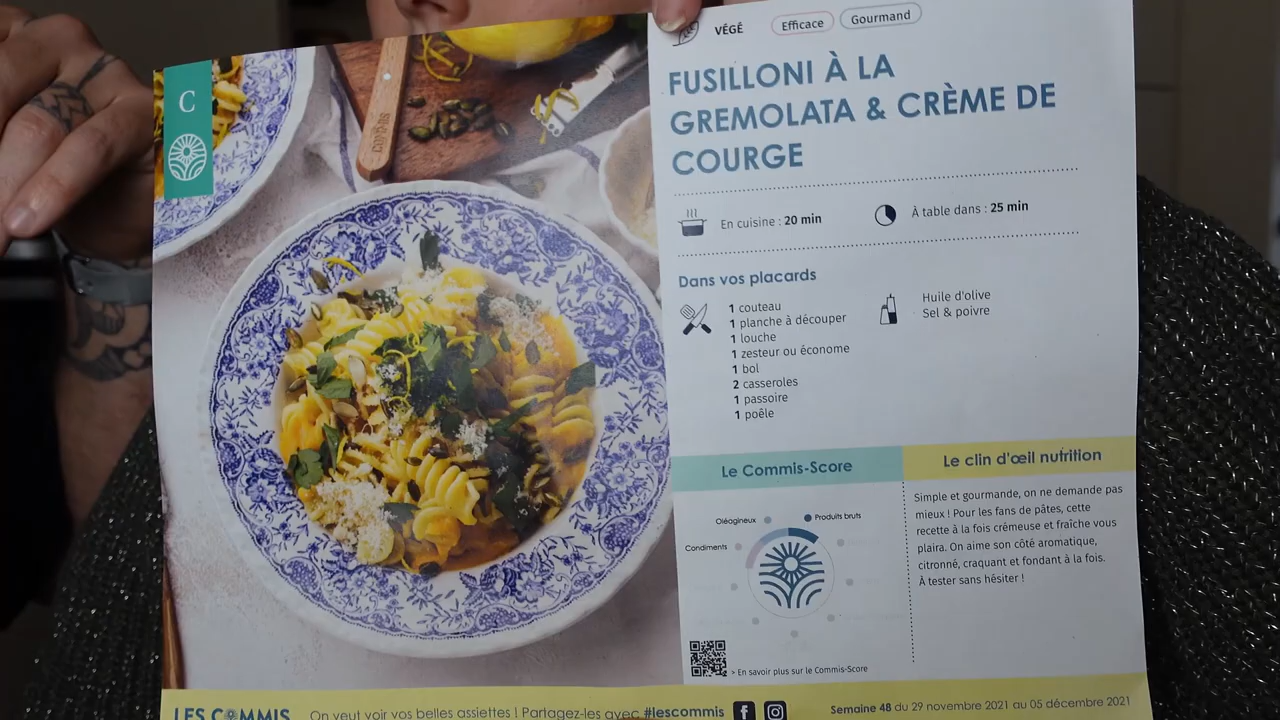 C
VÉGÉ
Efficace
Gourmand
FUSILLONI À LA
GREMOLATA & CRÈME DE
COURGE
En cuisine : 20 min
À table dans : 25 min
Dans vos placards
1 couteau
1 planche à découper
1 louche
1 zesteur ou économe
1 bol
2 casseroles
1 passoire
1 poêle
Huile d'olive
Sel & poivre
Le Commis-Score
Oléagineux
Produits bruts
Condiments
> En savoir plus sur le Commis-Score
Le clin d'œil nutrition
Simple et gourmande, on ne demande pas
mieux ! Pour les fans de pâtes, cette
recette à la fois crémeuse et fraîche vous
plaira. On aime son côté aromatique,
citronné, craquant et fondant à la fois.
À tester sans hésiter !
LES COMMIS
On veut voir vos belles assiettes ! Partagez-les avec #lescommis
Semaine 48 du 29 novembre 2021 au 05 décembre 2021